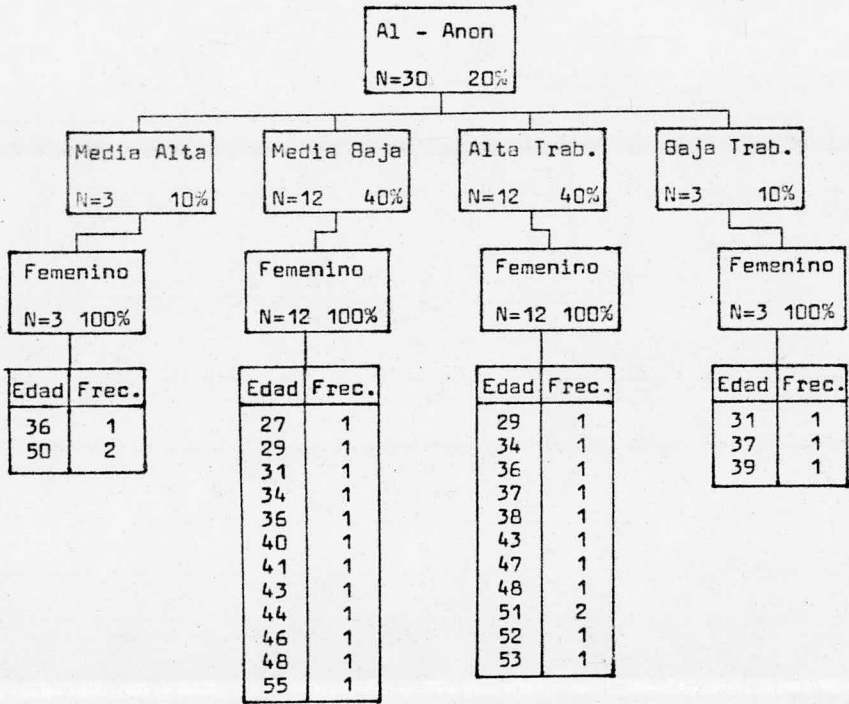 Al - Anon
N=30 20%
Media Alta
N=3 10%
Media Baja
N=12 40%
Alta Trab.
N=12 40%
Baja Trab.
N=3 10%
Femenino
N=3 100%
Femenino
N=12 100%
Femenino
N=12 100%
Femenino
N=3 100%
Edad Frec.
36 1
50 2
Edad Frec.
27 1
29 1
31 1
34 1
36 1
40 1
41 1
43 1
44 1
46 1
48 1
55 1
Edad Frec.
29 1
34 1
36 1
37 1
38 1
43 1
47 1
48 1
51 2
52 1
53 1
Edad Frec.
31 1
37 1
39 1